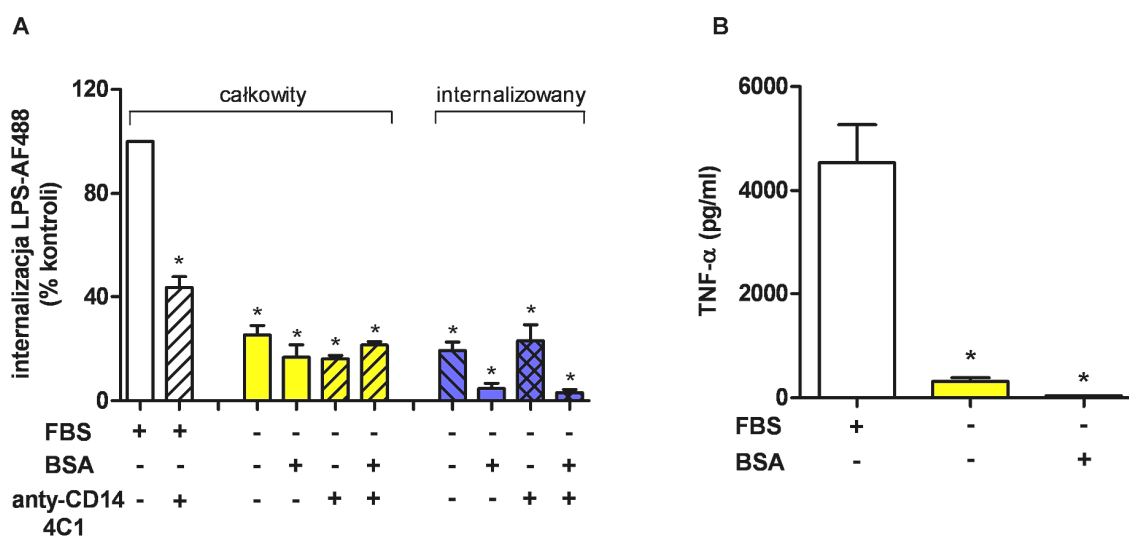 A
B
całkowity
internalizowany
internalizacja LPS-AF488
(% kontroli)
120
80
40
0
* * * * * * * * *
FBS + + - - - - - - - -
BSA - - - + - + - + - +
anty-CD14 - + - - + + - - + +
4C1
TNF-α (pg/ml)
6000
4000
2000
0
* *
FBS + - -
BSA - - +